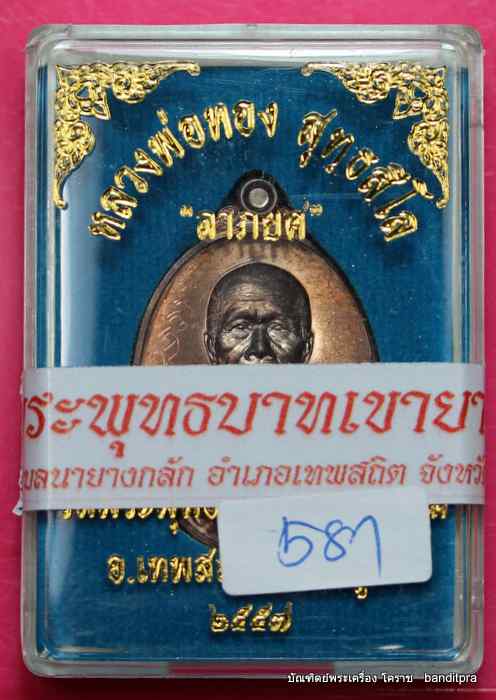 หลวงพ่อทอง สุทธสีโล
"ลาภยศ"
ระพุทธบาทเขายา
บลนายางกลัก อำเภอเทพสถิต จังหวั
587
อ.เทพส
๒๕๕๗
บัณฑิตย์พระเครื่อง โคราช - banditpra